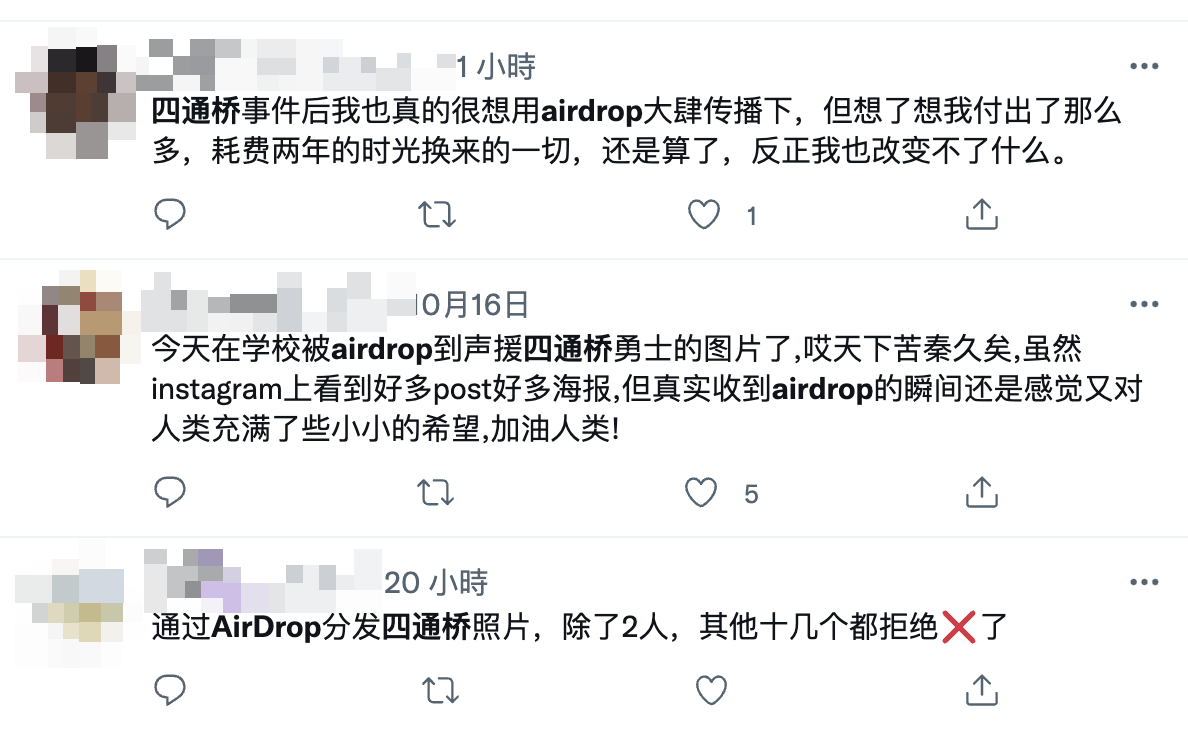 1 小時
四通桥事件后我也真的很想用airdrop大肆传播下，但想了想我付出了那么
多，耗费两年的时光换来的一切，还是算了，反正我也改变不了什么。
1
10月16日
今天在学校被airdrop到声援四通桥勇士的图片了,哎天下苦秦久矣,虽然
instagram上看到好多post好多海报,但真实收到airdrop的瞬间还是感觉又对
人类充满了些小小的希望,加油人类!
5
20 小時
通过AirDrop分发四通桥照片，除了2人，其他十几个都拒绝❌了